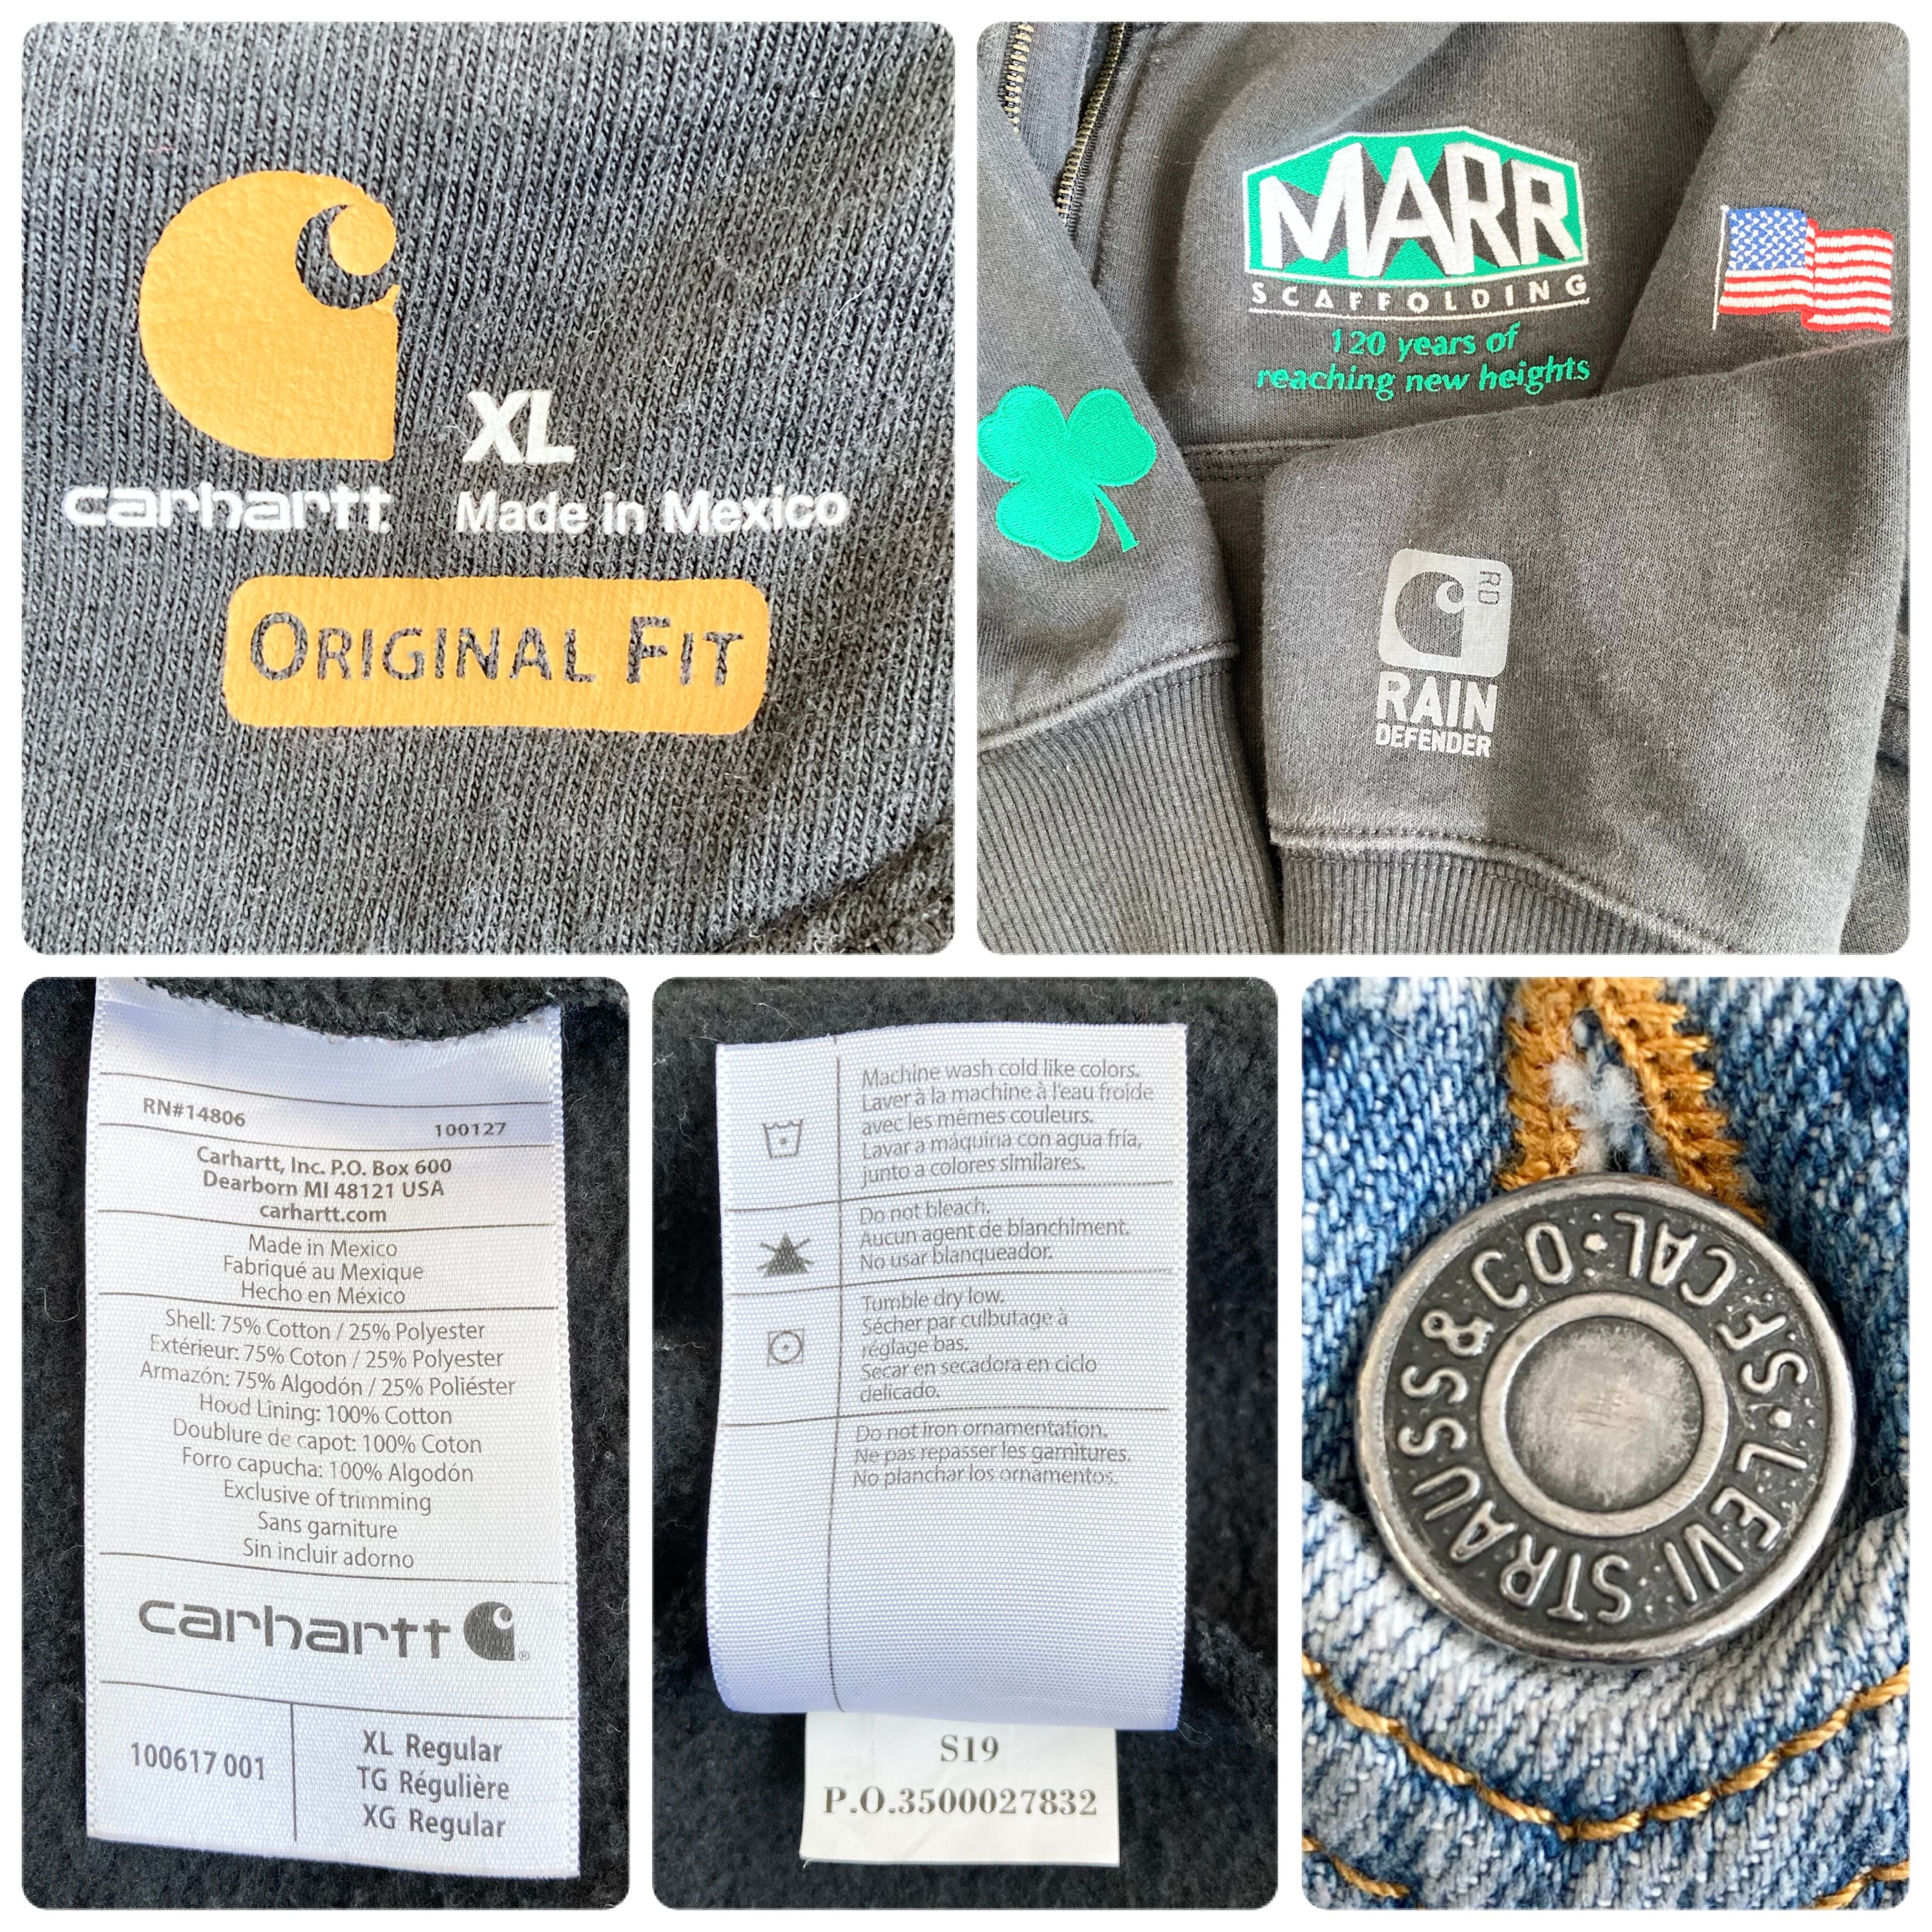 carhartt.
XL
Made in Mexico
ORIGINAL FIT
MARR
SCAFFOLDING
120 years of
reaching new heights
RD
RAIN
DEFENDER
RN#14806
100127
Carhartt, Inc. P.O. Box 600
Dearborn MI 48121 USA
carhartt.com
Made in Mexico
Fabriqué au Mexique
Hecho en México
Shell: 75% Cotton / 25% Polyester
Extérieur: 75% Coton / 25% Polyester
Armazón: 75% Algodón / 25% Poliéster
Hood Lining: 100% Cotton
Doublure de capot: 100% Coton
Forro capucha: 100% Algodón
Exclusive of trimming
Sans garniture
Sin incluir adorno
carhartt ®
100617 001
XL Regular
TG Régulière
XG Regular
Machine wash cold like colors.
Laver à la machine à l'eau froide
avec les mêmes couleurs.
Lavar a máquina con agua fría,
junto a colores similares.
Do not bleach.
Aucun agent de blanchiment.
No usar blanqueador.
Tumble dry low.
Sécher par culbutage à
réglage bas.
Secar en secadora en ciclo
delicado.
Do not iron ornamentation.
Ne pas repasser les garnitures.
No planchar los ornamentos.
S19
P.O.3500027832
LEVI·STRAUSS & CO.·CAL·S.F.